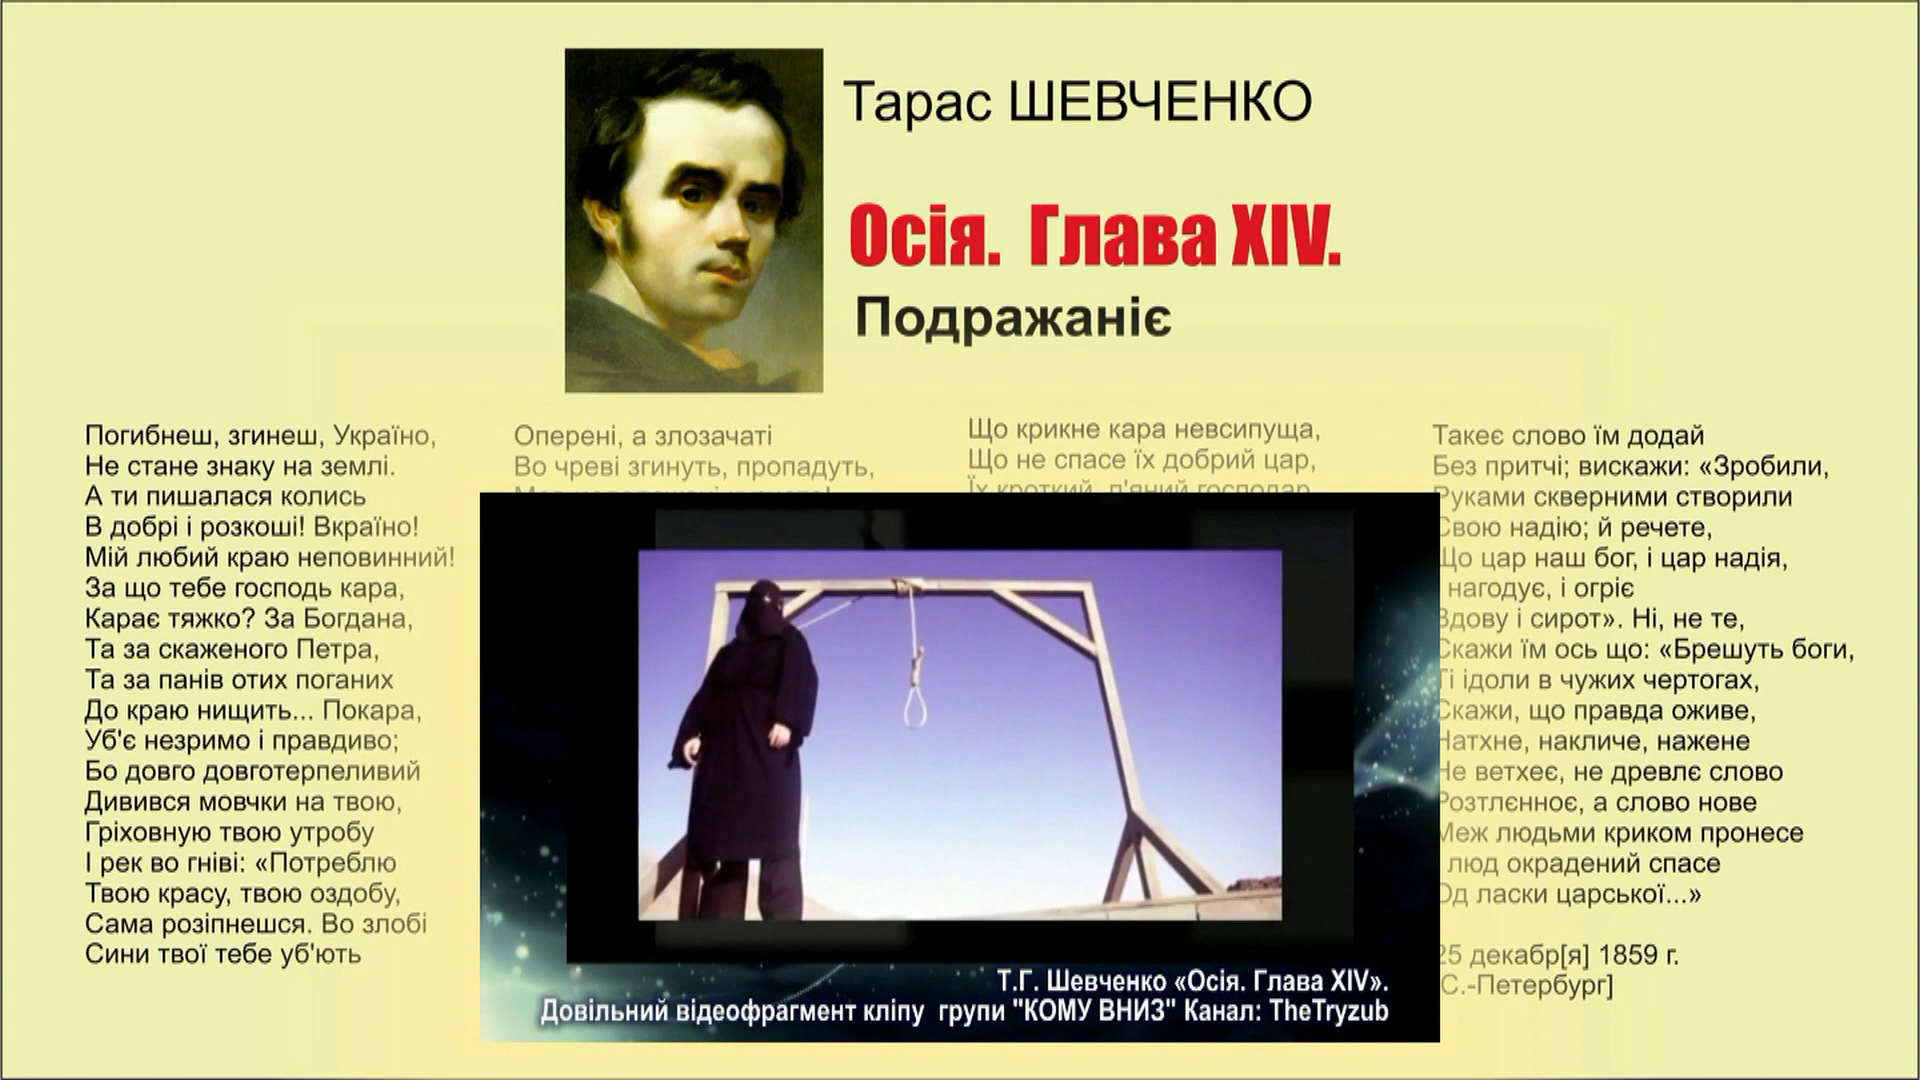 Тарас ШЕВЧЕНКО
Осія. Глава XIV.
Подражаніє
Погибнеш, згинеш, Україно,
Не стане знаку на землі.
А ти пишалася колись
В добрі і розкоші! Вкраїно!
Мій любий краю неповинний!
За що тебе господь кара,
Карає тяжко? За Богдана,
Та за скаженого Петра,
Та за панів отих поганих
До краю нищить... Покара,
Уб'є незримо і правдиво;
Бо довго довготерпеливий
Дивився мовчки на твою,
Гріховную твою утробу
І рек во гніві: «Потреблю
Твою красу, твою оздобу,
Сама розіпнешся. Во злобі
Сини твої тебе уб'ють
Оперені, а злозачаті
Во чреві згинуть, пропадуть,
Що крикне кара невсипуща,
Що не спасе їх добрий цар,
Їх кроткий, п'яний господар,
Такеє слово їм додай
Без притчі; вискажи: «Зробили,
Руками скверними створили
Свою надію; й речете,
Що цар наш бог, і цар надія,
нагодує, і огріє
Вдову і сирот». Ні, не те,
Скажи їм ось що: «Брешуть боги,
Ті ідоли в чужих чертогах,
Скажи, що правда оживе,
Натхне, накличе, нажене
Не ветхеє, не древлє слово
Розтлєнноє, а слово нове
Меж людьми криком пронесе
люд окрадений спасе
Од ласки царської...»
25 декабр[я] 1859 г.
С.-Петербург]
Т.Г. Шевченко «Осія. Глава XIV».
Довільний відеофрагмент кліпу групи "КОМУ ВНИЗ" Канал: TheTryzub